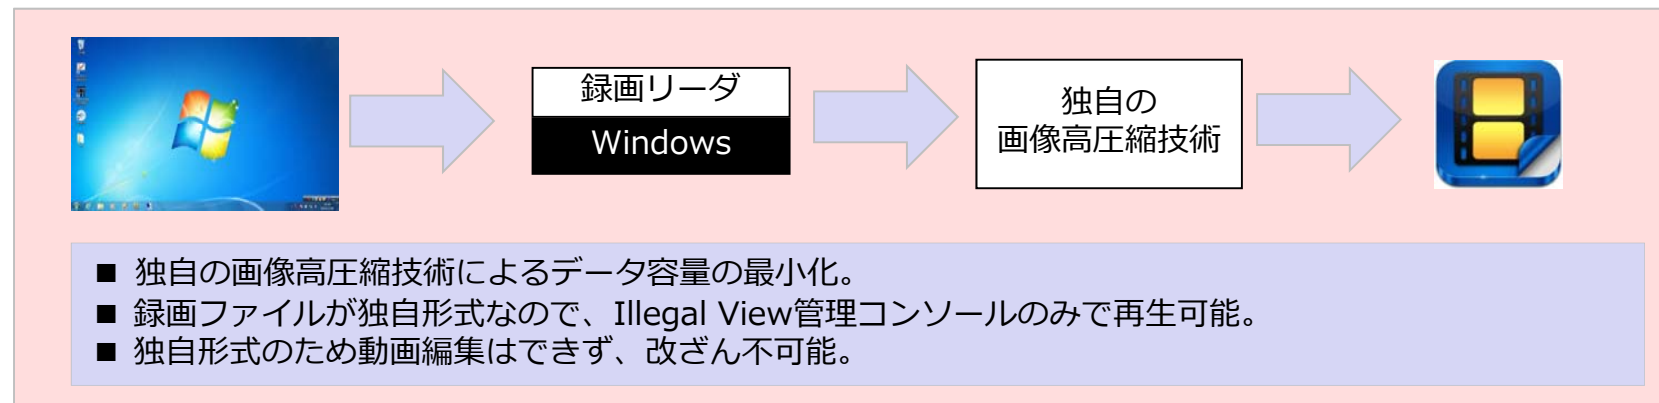 録画リーダ
Windows
独自の
画像高圧縮技術
■ 独自の画像高圧縮技術によるデータ容量の最小化。
■ 録画ファイルが独自形式なので、Illegal View管理コンソールのみで再生可能。
■ 独自形式のため動画編集はできず、改ざん不可能。